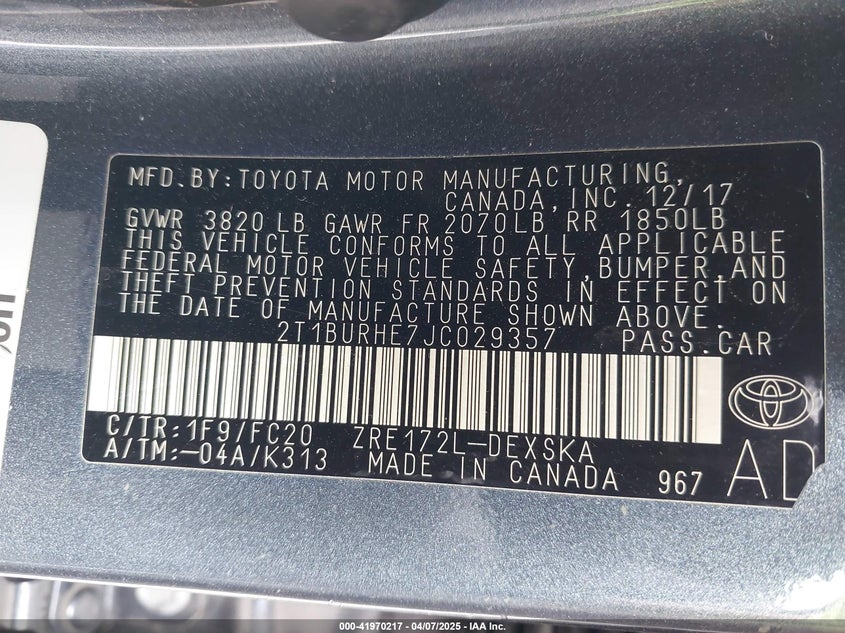 MFD.BY:TOYOTA MOTOR MANUFACTURING,
CANADA,INC. 12/17
GVWR 3820 LB GAWR FR 2070LB RR 1850LB
THIS VEHICLE CONFORMS TO ALL APPLICABLE
FEDERAL MOTOR VEHICLE SAFETY,BUMPER,AND
THEFT PREVENTION STANDARDS IN EFFECT ON
THE DATE OF MANUFACTURE SHOWN ABOVE.
2T1BURHE7JC029357 PASS.CAR
C/TR:1F9/FC20 ZRE172L-DEXSKA
A/TM:-04A/K313 MADE IN CANADA 967
AD
000-41970217 - 04/07/2025 - © IAA Inc.